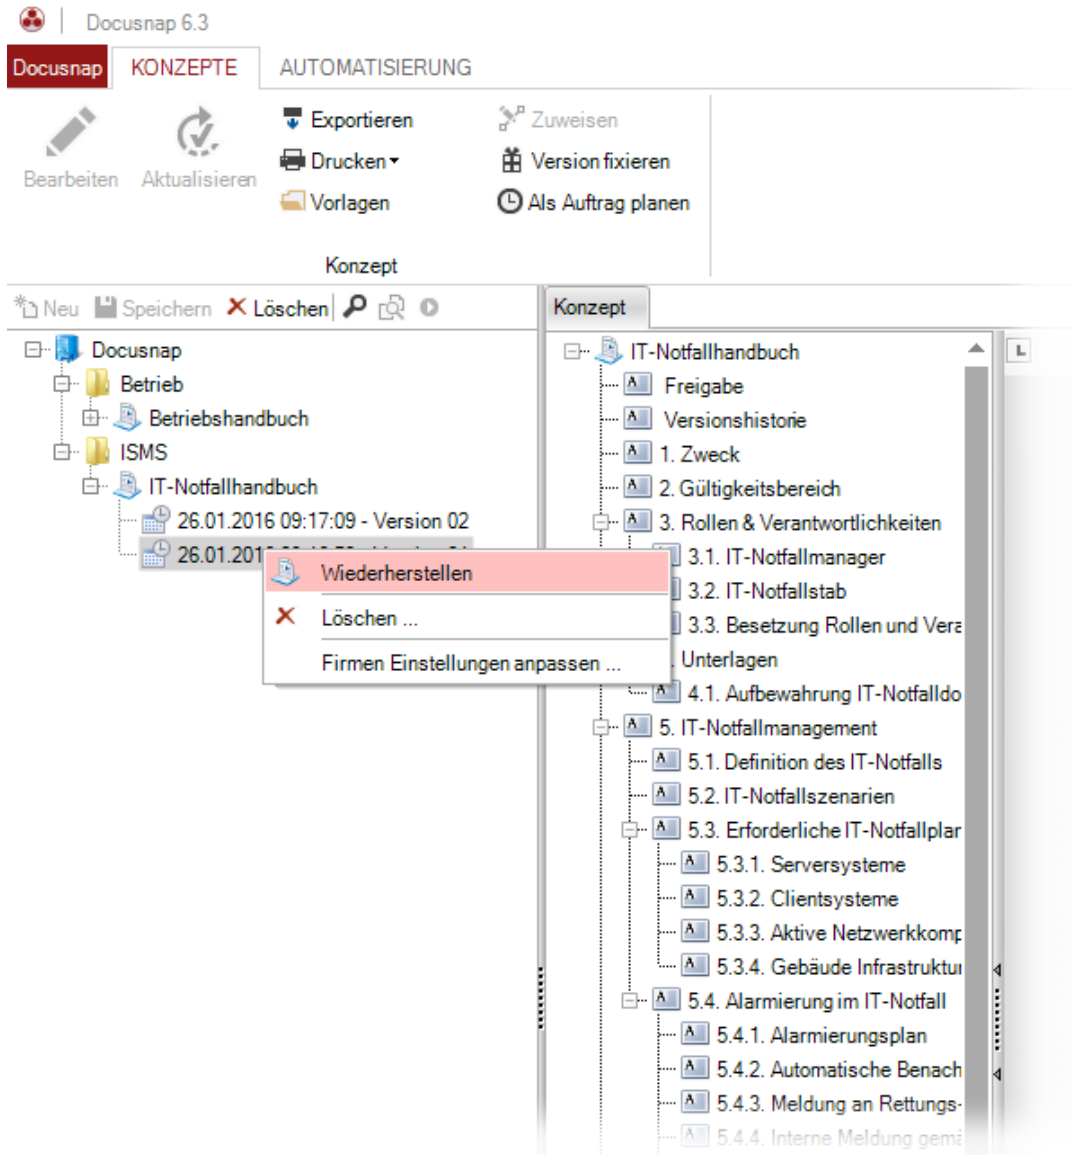 Docusnap 6.3
Docusnap KONZEPTE AUTOMATISIERUNG
Bearbeiten Aktualisieren
Exportieren
Drucken
Vorlagen
Zuweisen
Version fixieren
Als Auftrag planen
Konzept
Neu Speichern Löschen
Docusnap
Betrieb
Betriebshandbuch
ISMS
IT-Notfallhandbuch
26.01.2016 09:17:09 - Version 02
26.01.201
Wiederherstellen
Löschen ...
Firmen Einstellungen anpassen ...
Konzept
L
IT-Notfallhandbuch
Freigabe
Versionshistorie
1. Zweck
2. Gültigkeitsbereich
3. Rollen & Verantwortlichkeiten
3.1. IT-Notfallmanager
3.2. IT-Notfallstab
3.3. Besetzung Rollen und Vera
. Unterlagen
4.1. Aufbewahrung IT-Notfalldo
5. IT-Notfallmanagement
5.1. Definition des IT-Notfalls
5.2. IT-Notfallszenarien
5.3. Erforderliche IT-Notfallplar
5.3.1. Serversysteme
5.3.2. Clientsysteme
5.3.3. Aktive Netzwerkkomp
5.3.4. Gebäude Infrastruktur
5.4. Alarmierung im IT-Notfall
5.4.1. Alarmierungsplan
5.4.2. Automatische Benach
5.4.3. Meldung an Rettungs-
5.4.4. Interne Meldung gemä